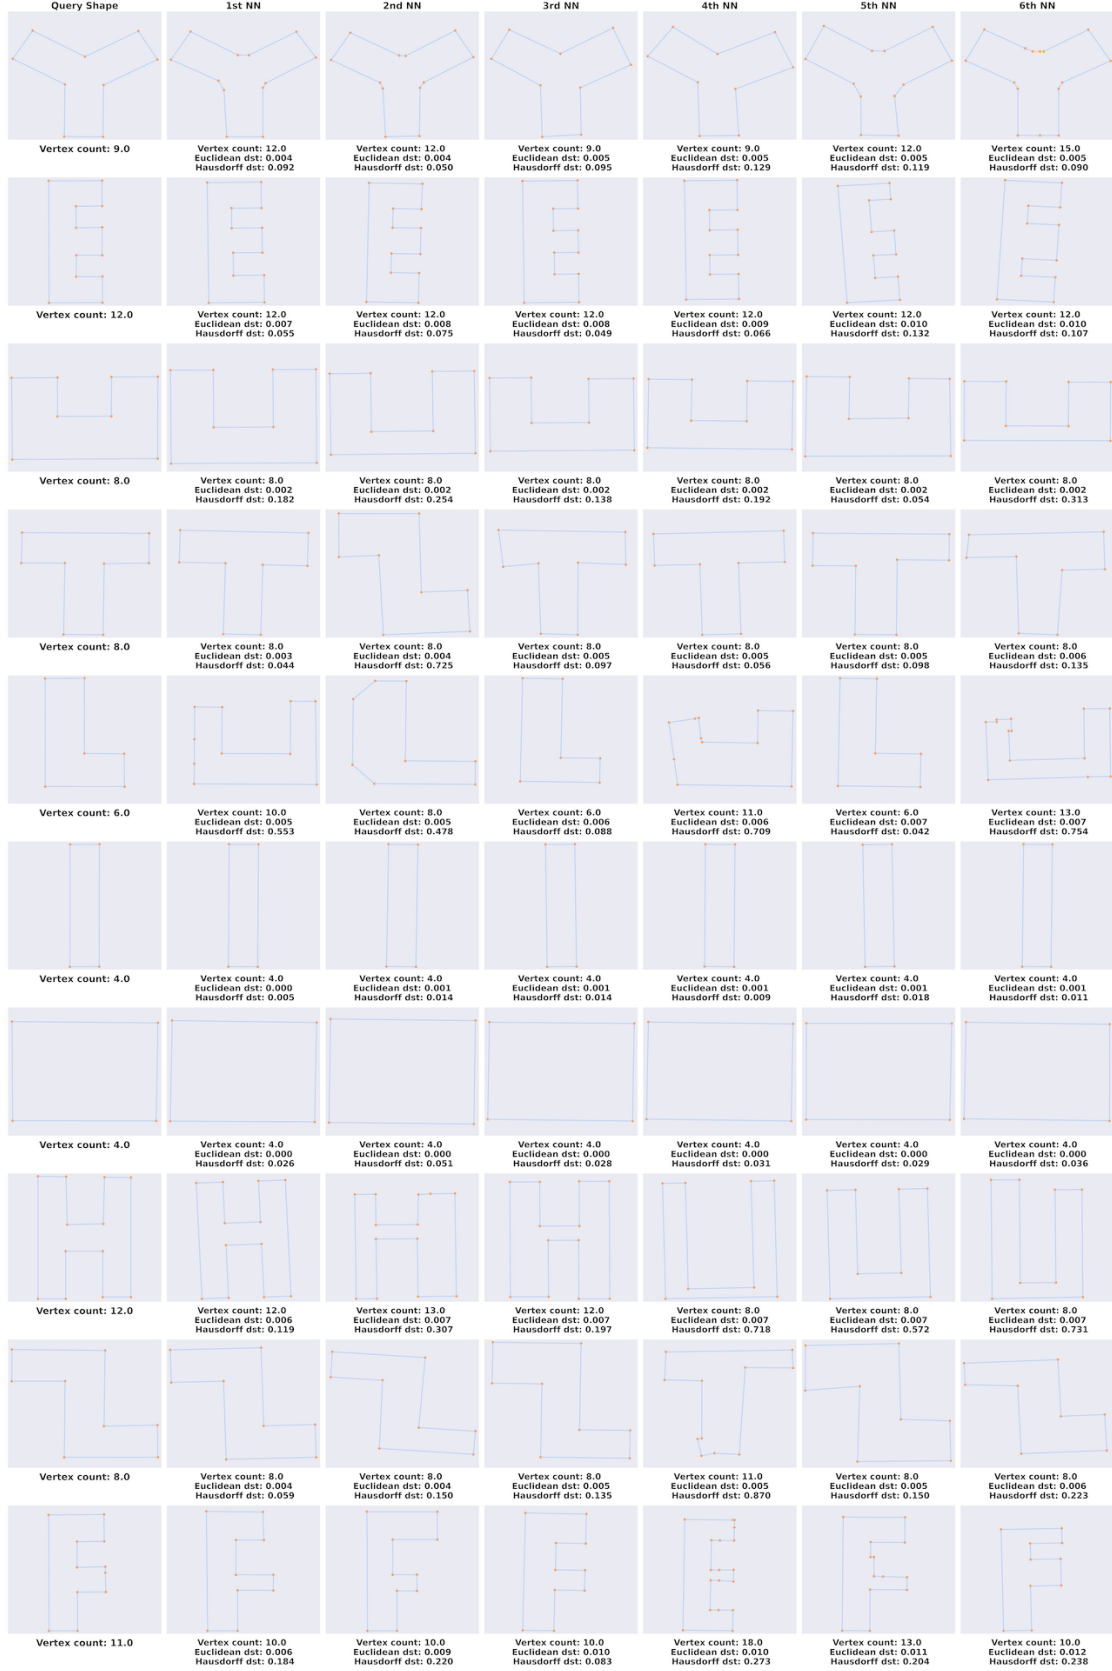 Query Shape 1st NN 2nd NN 3rd NN 4th NN 5th NN 6th NN
Vertex count: 9.0 Vertex count: 12.0 Vertex count: 12.0 Vertex count: 9.0 Vertex count: 9.0 Vertex count: 12.0 Vertex count: 15.0
Euclidean dst: 0.004 Euclidean dst: 0.004 Euclidean dst: 0.005 Euclidean dst: 0.005 Euclidean dst: 0.005 Euclidean dst: 0.005
Hausdorf dst: 0.092 Hausdorf dst: 0.050 Hausdorf dst: 0.095 Hausdorf dst: 0.129 Hausdorf dst: 0.119 Hausdorf dst: 0.090
Vertex count: 12.0 Vertex count: 12.0 Vertex count: 12.0 Vertex count: 12.0 Vertex count: 12.0 Vertex count: 12.0 Vertex count: 12.0
Euclidean dst: 0.007 Euclidean dst: 0.008 Euclidean dst: 0.008 Euclidean dst: 0.009 Euclidean dst: 0.010 Euclidean dst: 0.010
Hausdorff dst: 0.055 Hausdorff dst: 0.075 Hausdorff dst: 0.049 Hausdorff dst: 0.066 Hausdorff dst: 0.132 Hausdorff dst: 0.107
Vertex count: 8.0 Vertex count: 8.0 Vertex count: 8.0 Vertex count: 8.0 Vertex count: 8.0 Vertex count: 8.0 Vertex count: 8.0
Euclidean dst: 0.002 Euclidean dst: 0.002 Euclidean dst: 0.002 Euclidean dst: 0.002 Euclidean dst: 0.002 Euclidean dst: 0.002
Hausdorff dst: 0.182 Hausdorff dst: 0.254 Hausdorff dst: 0.138 Hausdorff dst: 0.192 Hausdorff dst: 0.054 Hausdorff dst: 0.313
Vertex count: 8.0 Vertex count: 8.0 Vertex count: 8.0 Vertex count: 8.0 Vertex count: 8.0 Vertex count: 8.0 Vertex count: 8.0
Euclidean dst: 0.003 Euclidean dst: 0.004 Euclidean dst: 0.005 Euclidean dst: 0.005 Euclidean dst: 0.005 Euclidean dst: 0.006
Hausdorff dst: 0.044 Hausdorff dst: 0.725 Hausdorff dst: 0.097 Hausdorff dst: 0.056 Hausdorff dst: 0.098 Hausdorff dst: 0.135
Vertex count: 6.0 Vertex count: 10.0 Vertex count: 8.0 Vertex count: 6.0 Vertex count: 11.0 Vertex count: 6.0 Vertex count: 13.0
Euclidean dst: 0.005 Euclidean dst: 0.005 Euclidean dst: 0.006 Euclidean dst: 0.006 Euclidean dst: 0.007 Euclidean dst: 0.007
Hausdorff dst: 0.553 Hausdorff dst: 0.478 Hausdorff dst: 0.088 Hausdorff dst: 0.709 Hausdorff dst: 0.042 Hausdorff dst: 0.754
Vertex count: 4.0 Vertex count: 4.0 Vertex count: 4.0 Vertex count: 4.0 Vertex count: 4.0 Vertex count: 4.0 Vertex count: 4.0
Euclidean dst: 0.000 Euclidean dst: 0.001 Euclidean dst: 0.001 Euclidean dst: 0.001 Euclidean dst: 0.001 Euclidean dst: 0.001
Hausdorff dst: 0.005 Hausdorff dst: 0.014 Hausdorff dst: 0.014 Hausdorff dst: 0.009 Hausdorff dst: 0.018 Hausdorff dst: 0.011
Vertex count: 4.0 Vertex count: 4.0 Vertex count: 4.0 Vertex count: 4.0 Vertex count: 4.0 Vertex count: 4.0 Vertex count: 4.0
Euclidean dst: 0.000 Euclidean dst: 0.000 Euclidean dst: 0.000 Euclidean dst: 0.000 Euclidean dst: 0.000 Euclidean dst: 0.000
Hausdorff dst: 0.026 Hausdorff dst: 0.051 Hausdorff dst: 0.028 Hausdorff dst: 0.031 Hausdorff dst: 0.029 Hausdorff dst: 0.036
Vertex count: 12.0 Vertex count: 12.0 Vertex count: 13.0 Vertex count: 12.0 Vertex count: 8.0 Vertex count: 8.0 Vertex count: 8.0
Euclidean dst: 0.006 Euclidean dst: 0.007 Euclidean dst: 0.007 Euclidean dst: 0.007 Euclidean dst: 0.007 Euclidean dst: 0.007
Hausdorff dst: 0.119 Hausdorff dst: 0.307 Hausdorff dst: 0.197 Hausdorff dst: 0.718 Hausdorff dst: 0.572 Hausdorff dst: 0.731
Vertex count: 8.0 Vertex count: 8.0 Vertex count: 8.0 Vertex count: 8.0 Vertex count: 11.0 Vertex count: 8.0 Vertex count: 8.0
Euclidean dst: 0.004 Euclidean dst: 0.004 Euclidean dst: 0.005 Euclidean dst: 0.005 Euclidean dst: 0.005 Euclidean dst: 0.006
Hausdorff dst: 0.059 Hausdorff dst: 0.150 Hausdorff dst: 0.135 Hausdorff dst: 0.870 Hausdorff dst: 0.150 Hausdorff dst: 0.223
Vertex count: 11.0 Vertex count: 10.0 Vertex count: 10.0 Vertex count: 10.0 Vertex count: 18.0 Vertex count: 13.0 Vertex count: 10.0
Euclidean dst: 0.006 Euclidean dst: 0.009 Euclidean dst: 0.010 Euclidean dst: 0.010 Euclidean dst: 0.011 Euclidean dst: 0.012
Hausdorff dst: 0.184 Hausdorff dst: 0.220 Hausdorff dst: 0.083 Hausdorff dst: 0.273 Hausdorff dst: 0.204 Hausdorff dst: 0.238